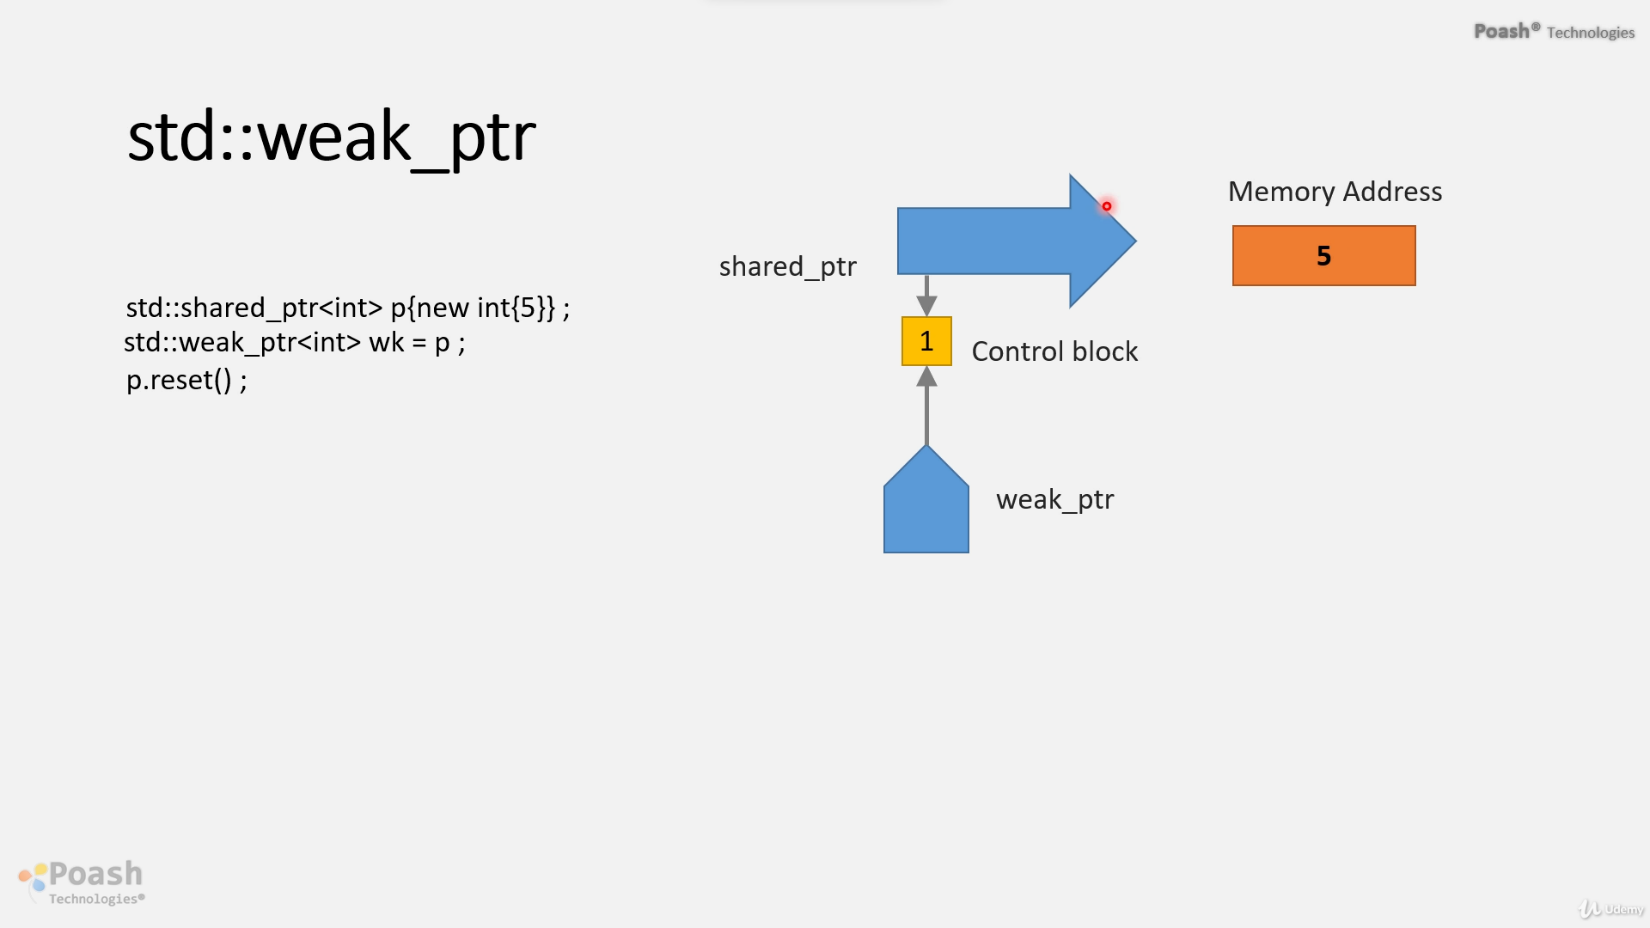 Poash® Technologies
std::weak_ptr
std::shared_ptr<int> p{new int{5}} ;
std::weak_ptr<int> wk = p ;
p.reset() ;
shared_ptr
Memory Address
5
1
Control block
weak_ptr
Poash
Technologies®
Udemy